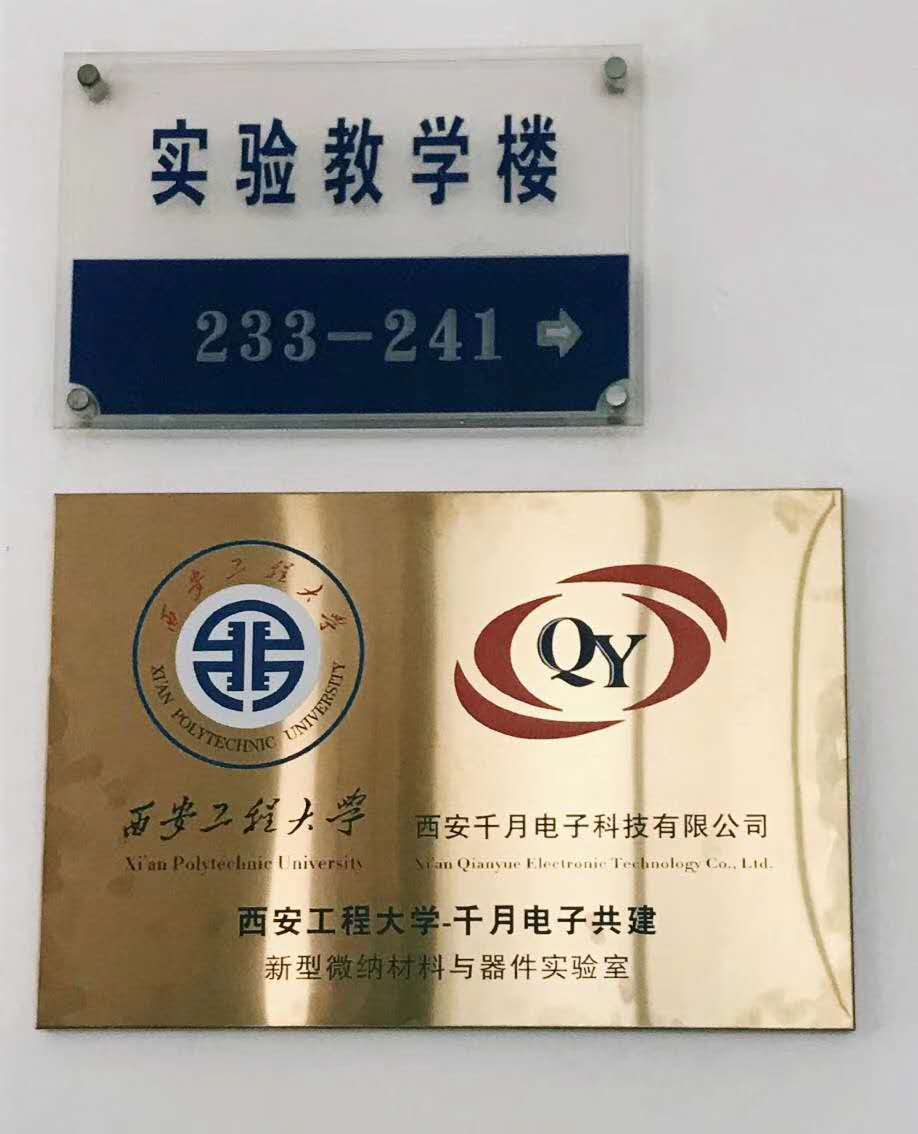 实验教学楼
233-241
西安工程大学
XI'AN POLYTECHNIC UNIVERSITY
QY
西安工程大学
Xi'an Polytechnic University
西安千月电子科技有限公司
Xi'an Qianyue Electronic Technology Co., Ltd.
西安工程大学-千月电子共建
新型微纳材料与器件实验室